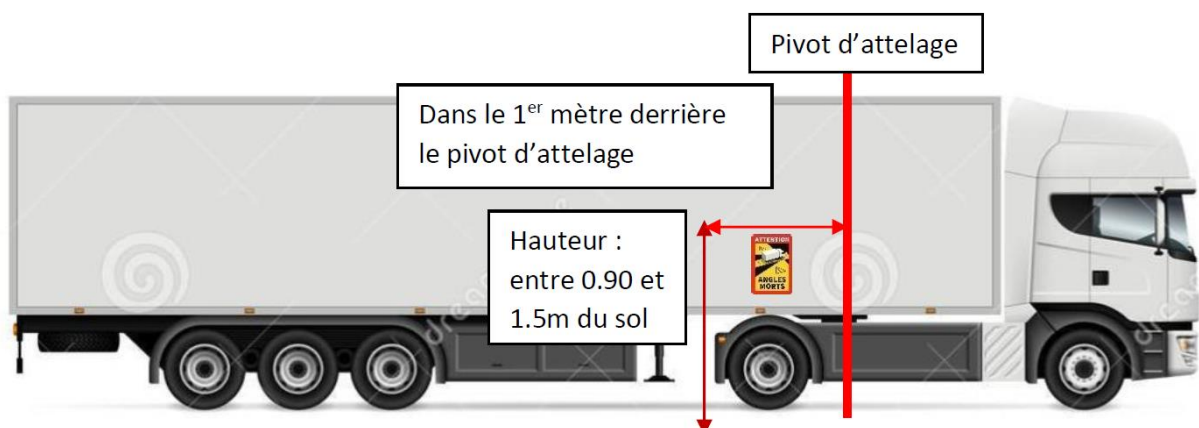 Pivot d'attelage
Dans le 1er mètre derrière
le pivot d'attelage
Hauteur :
entre 0.90 et
1.5m du sol
ATTENTION
ANGLES
MORTS